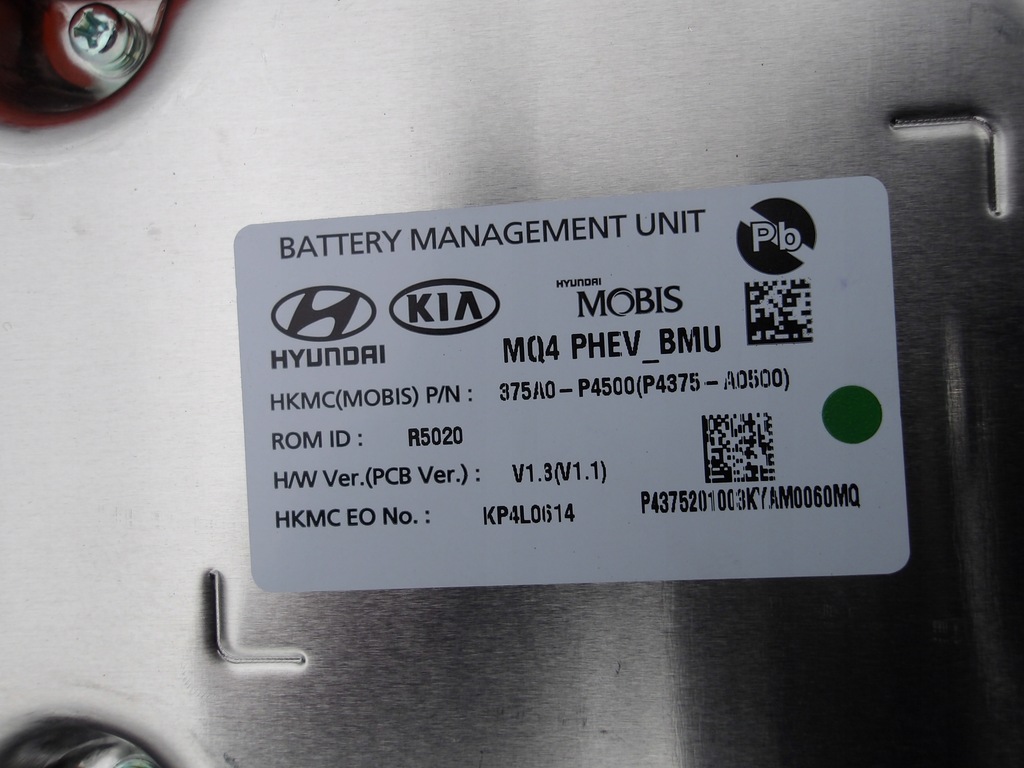 BATTERY MANAGEMENT UNIT
Pb
HYUNDAI
KIA
HYUNDAI
MOBIS
MQ4 PHEV_BMU
HKMC(MOBIS) P/N : 375A0-P4500(P4375-A0500)
ROM ID : R5020
H/W Ver.(PCB Ver.) : V1.3(V1.1)
HKMC EO No. : KP4L0614
P4375201003KYAM0060MQ